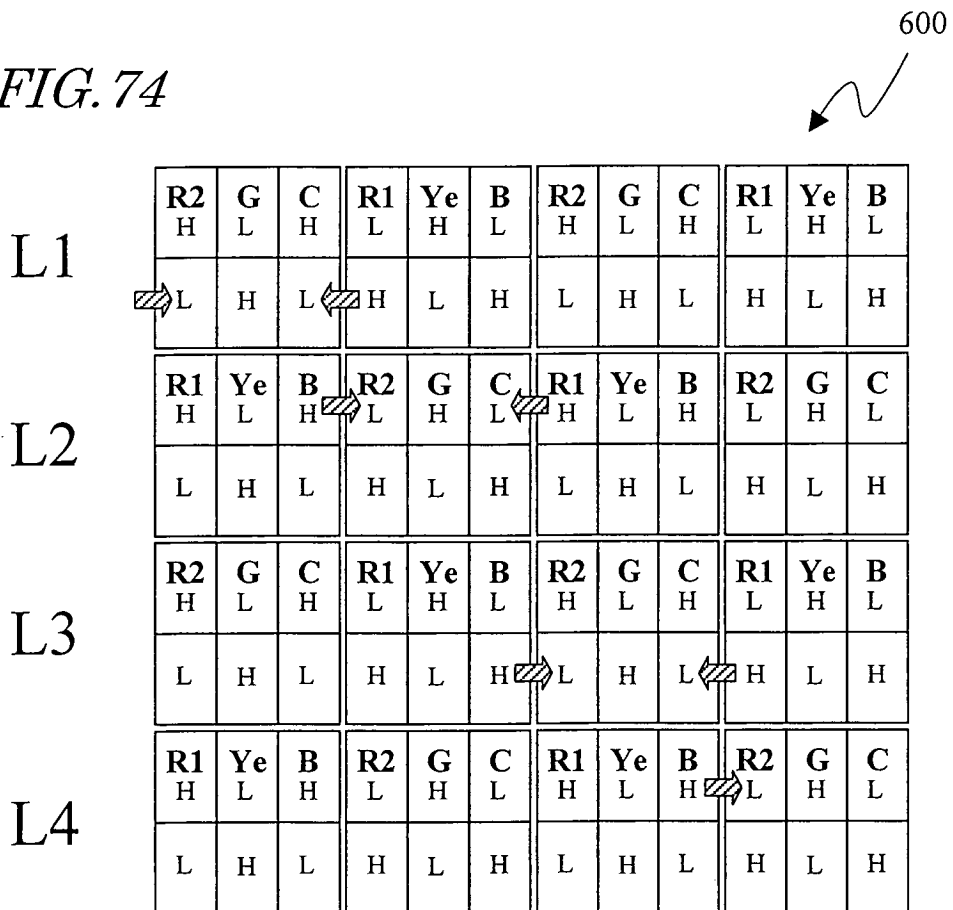 600
FIG. 74
L1
R2 G C R1 Ye B R2 G C R1 Ye B
H L H L H L H L H L H L
L H L H L H L H L H L H
L2
R1 Ye B R2 G C R1 Ye B R2 G C
H L H L H L H L H L H L
L H L H L H L H L H L H
L3
R2 G C R1 Ye B R2 G C R1 Ye B
H L H L H L H L H L H L
L H L H L H L H L H L H
L4
R1 Ye B R2 G C R1 Ye B R2 G C
H L H L H L H L H L H L
L H L H L H L H L H L H